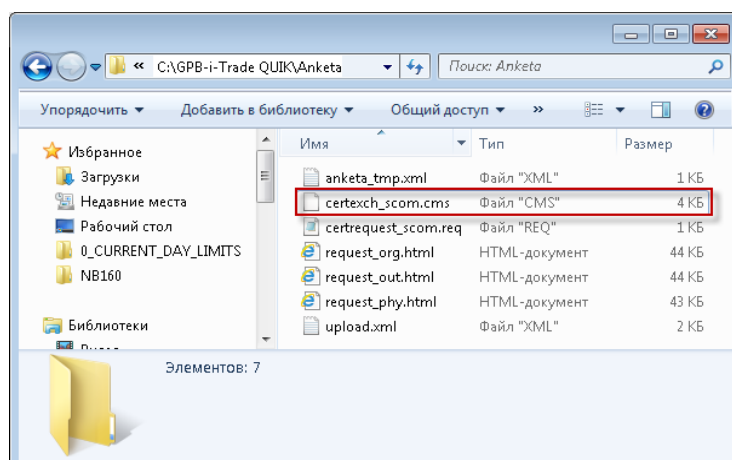 « C:\GPB-i-Trade QUIK\Anketa
Поиск: Anketa
Упорядочить Добавить в библиотеку Общий доступ »
Избранное
Загрузки
Недавние места
Рабочий стол
0_CURRENT_DAY_LIMITS
NB160
Библиотеки
Имя Тип Размер
anketa_tmp.xml Файл "XML" 1 КБ
certexch_scom.cms Файл "CMS" 4 КБ
certrequest_scom.req Файл "REQ" 1 КБ
request_org.html HTML-документ 44 КБ
request_out.html HTML-документ 44 КБ
request_phy.html HTML-документ 43 КБ
upload.xml Файл "XML" 2 КБ
Элементов: 7